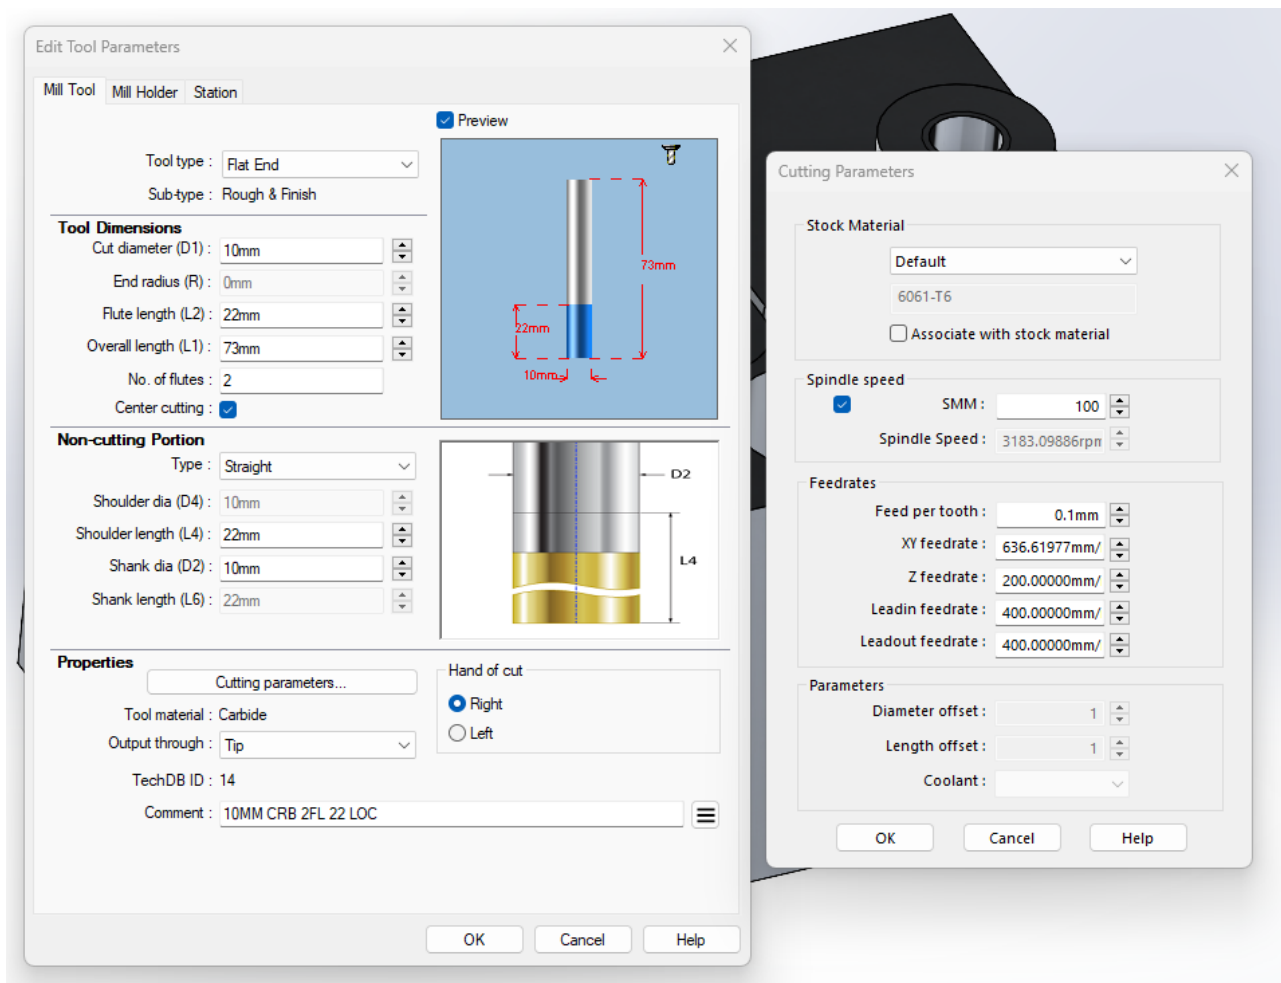 Edit Tool Parameters
Mill Tool Mill Holder Station
Preview
Tool type : Flat End
Sub-type : Rough & Finish
Tool Dimensions
Cut diameter (D1) : 10mm
End radius (R) : 0mm
Flute length (L2) : 22mm
Overall length (L1) : 73mm
No. of flutes : 2
Center cutting :
73mm
22mm
10mm
Non-cutting Portion
Type : Straight
Shoulder dia (D4) : 10mm
Shoulder length (L4) : 22mm
Shank dia (D2) : 10mm
Shank length (L6) : 22mm
D2
L4
Properties
Cutting parameters...
Tool material : Carbide
Output through : Tip
TechDB ID : 14
Comment : 10MM CRB 2FL 22 LOC
Hand of cut
Right
Left
OK Cancel Help
Cutting Parameters
Stock Material
Default
6061-T6
Associate with stock material
Spindle speed
SMM : 100
Spindle Speed : 3183.09886rpm
Feedrates
Feed per tooth : 0.1mm
XY feedrate : 636.61977mm/
Z feedrate : 200.00000mm/
Leadin feedrate : 400.00000mm/
Leadout feedrate : 400.00000mm/
Parameters
Diameter offset : 1
Length offset : 1
Coolant :
OK Cancel Help